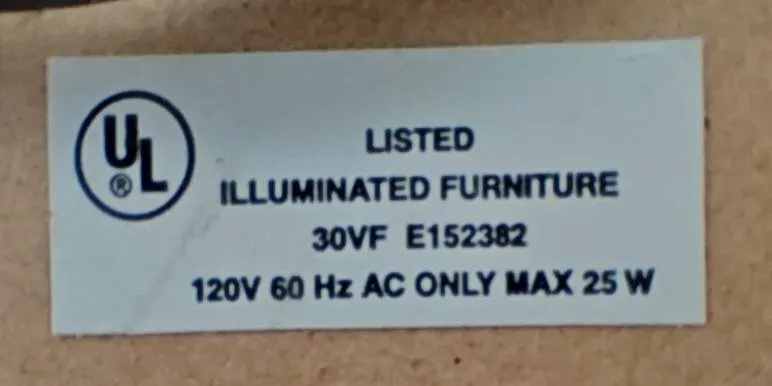 UL
®
LISTED
ILLUMINATED FURNITURE
30VF E152382
120V 60 Hz AC ONLY MAX 25 W